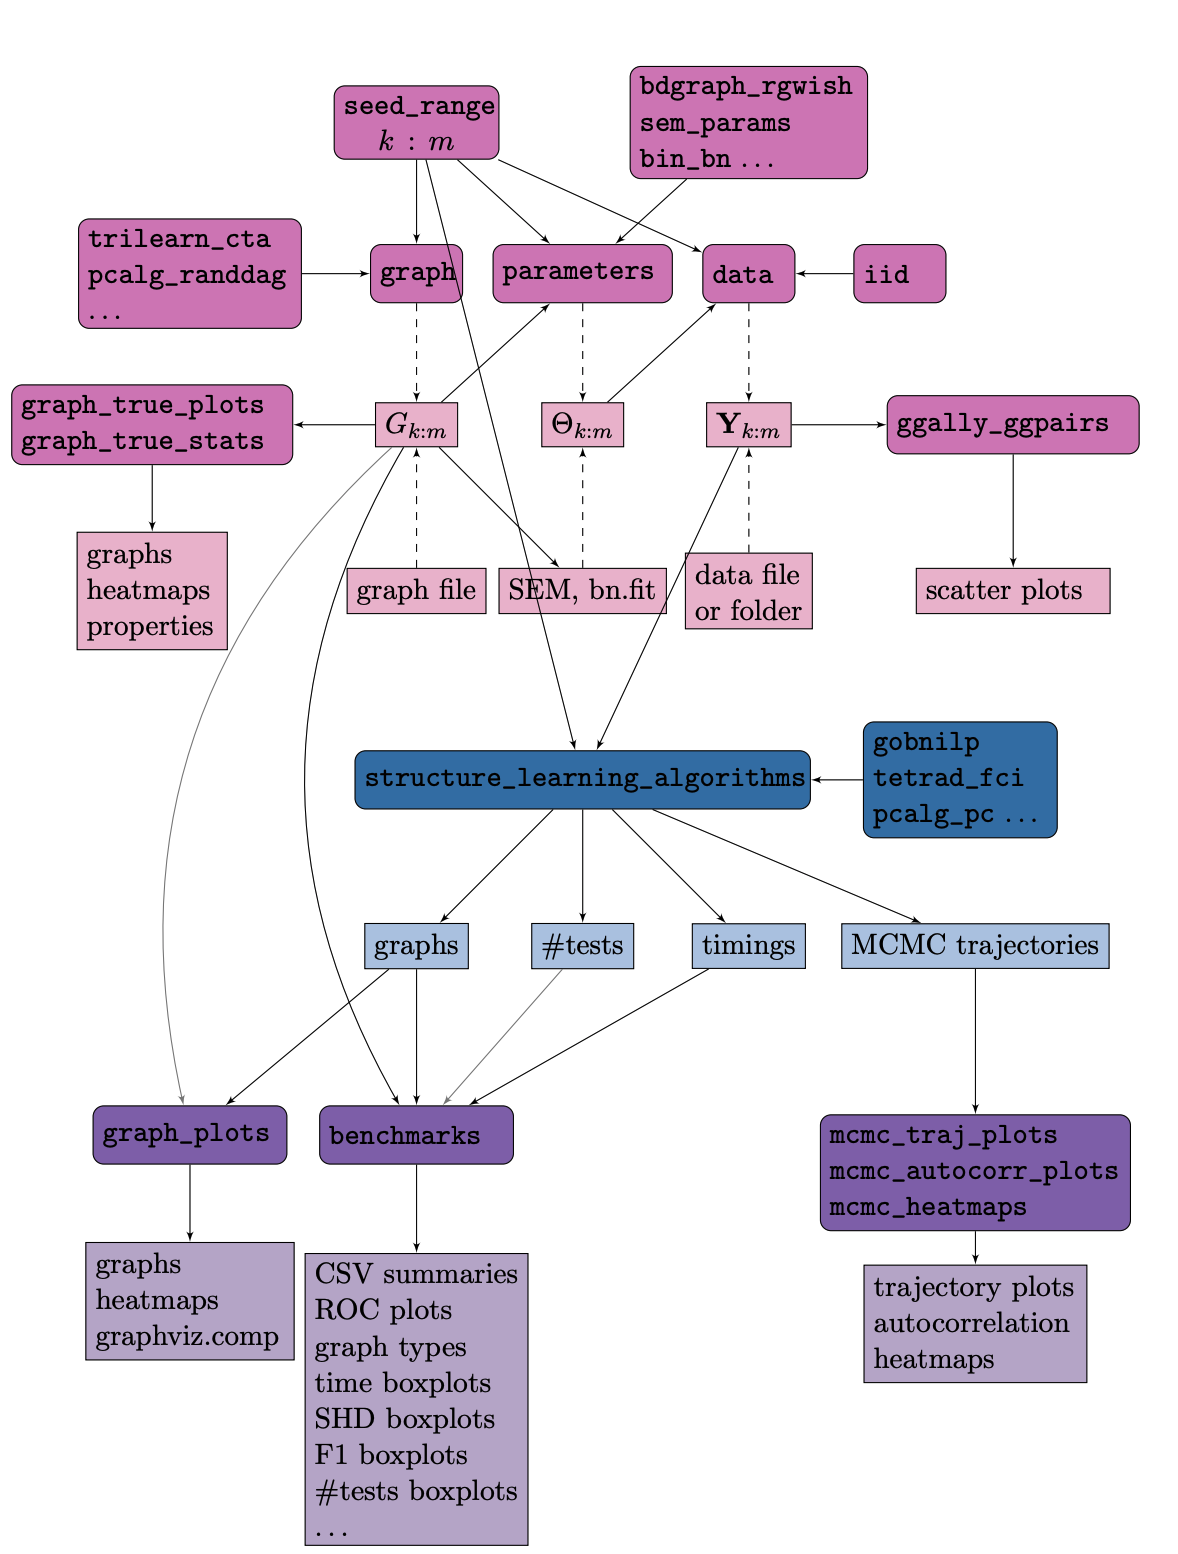 seed_range
k : m
bdgraph_rgwish
sem_params
bin_bn ...
trilearn_cta
pcalg_randdag
...
graph
parameters
data
iid
graph_true_plots
graph_true_stats
G_{k:m}
Θ_{k:m}
Y_{k:m}
ggally_ggpairs
graphs
heatmaps
properties
graph file
SEM, bn.fit
data file
or folder
scatter plots
structure_learning_algorithms
gobnilp
tetrad_fci
pcalg_pc ...
graphs
#tests
timings
MCMC trajectories
graph_plots
benchmarks
mcmc_traj_plots
mcmc_autocorr_plots
mcmc_heatmaps
graphs
heatmaps
graphviz.comp
CSV summaries
ROC plots
graph types
time boxplots
SHD boxplots
F1 boxplots
#tests boxplots
...
trajectory plots
autocorrelation
heatmaps